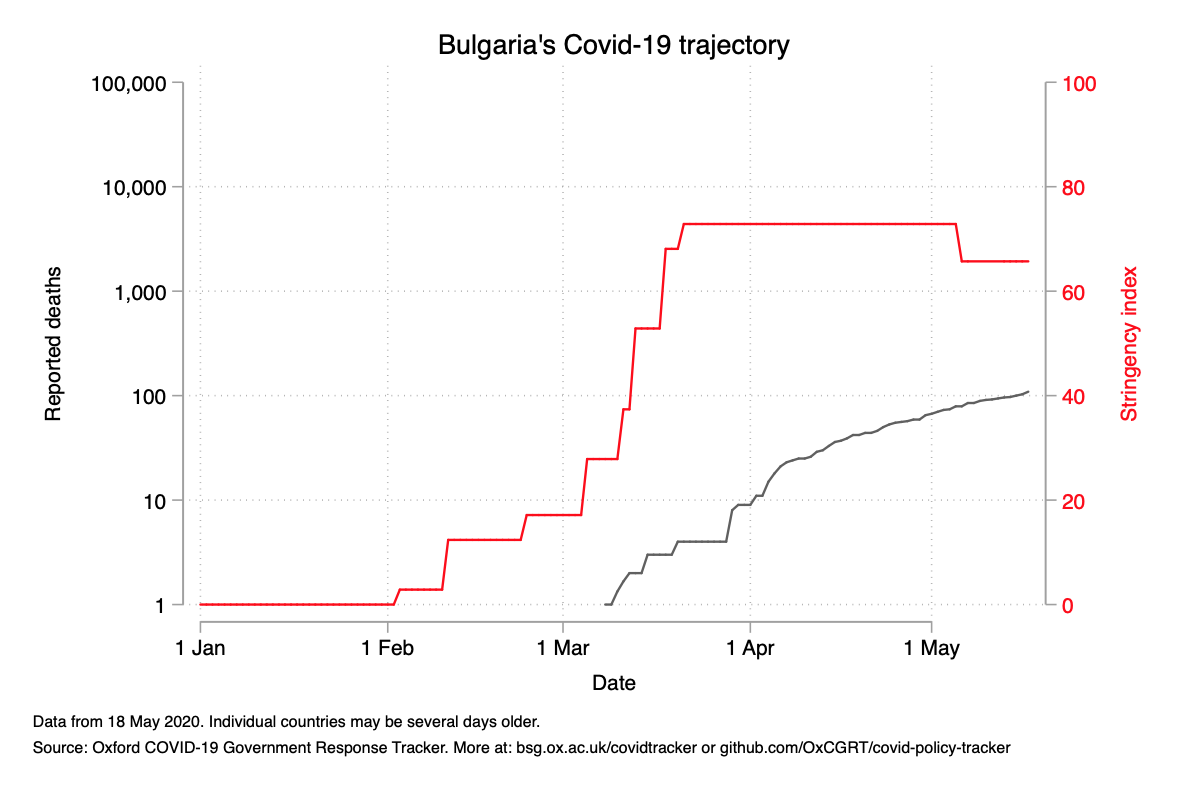 Bulgaria's Covid-19 trajectory
100,000
10,000
1,000
100
10
1
Reported deaths
100
80
60
40
20
0
Stringency index
1 Jan
1 Feb
1 Mar
1 Apr
1 May
Date
Data from 18 May 2020. Individual countries may be several days older.
Source: Oxford COVID-19 Government Response Tracker. More at: bsg.ox.ac.uk/covidtracker or github.com/OxCGRT/covid-policy-tracker